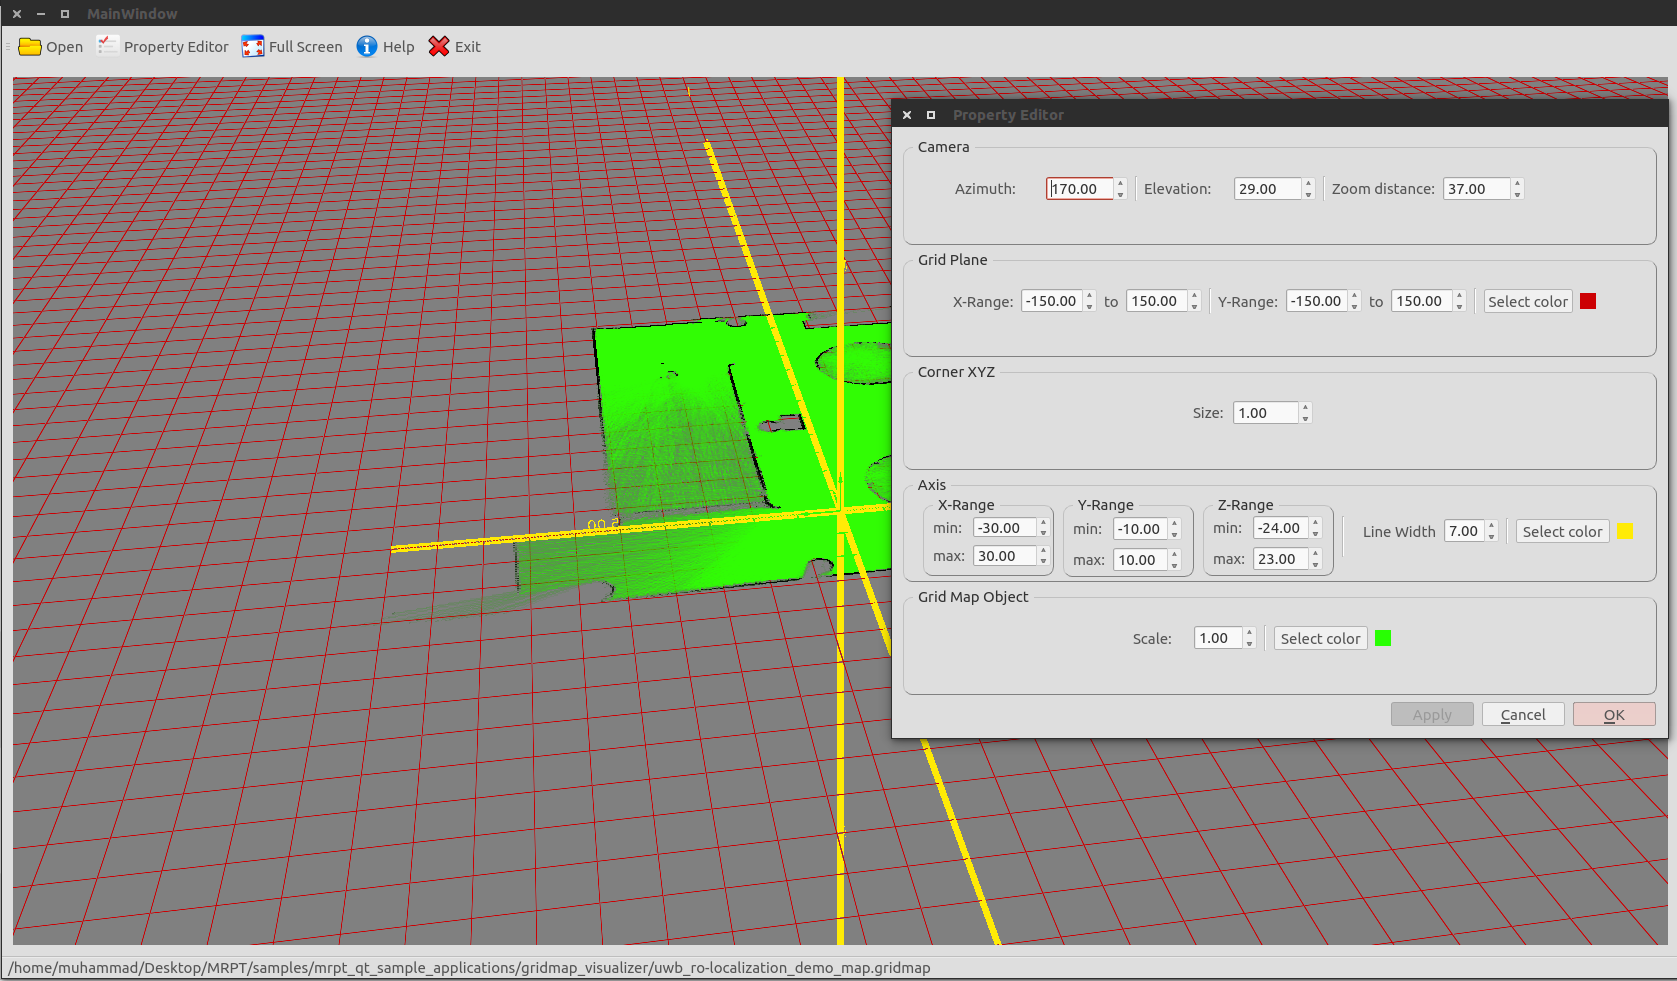 MainWindow
Open Property Editor Full Screen Help Exit
Property Editor
Camera
Azimuth: 170.00 Elevation: 29.00 Zoom distance: 37.00
Grid Plane
X-Range: -150.00 to 150.00 Y-Range: -150.00 to 150.00 Select color
Corner XYZ
Size: 1.00
Axis
X-Range Y-Range Z-Range
min: -30.00 min: -10.00 min: -24.00
Line Width 7.00 Select color
max: 30.00 max: 10.00 max: 23.00
Grid Map Object
Scale: 1.00 Select color
Apply Cancel OK
/home/muhammad/Desktop/MRPT/samples/mrpt_qt_sample_applications/gridmap_visualizer/uwb_ro-localization_demo_map.gridmap